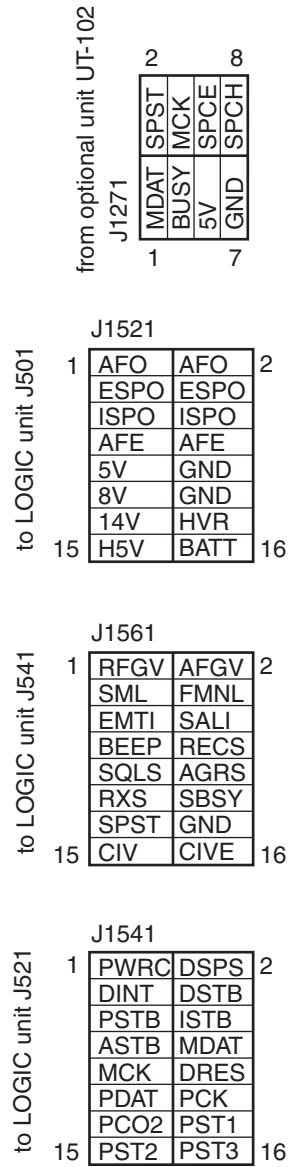 from optional unit UT-102
J1271
2 8
SPST MCK SPCE SPCH
MDAT BUSY 5V GND
1 7
to LOGIC unit J501
J1521
1 AFO AFO 2
ESPO ESPO
ISPO ISPO
AFE AFE
5V GND
8V GND
14V HVR
15 H5V BATT 16
to LOGIC unit J541
J1561
1 RFGV AFGV 2
SML FMNL
EMTI SALI
BEEP RECS
SQLS AGRS
RXS SBSY
SPST GND
15 CIV CIVE 16
to LOGIC unit J521
J1541
1 PWRC DSPS 2
DINT DSTB
PSTB ISTB
ASTB MDAT
MCK DRES
PDAT PCK
PCO2 PST1
15 PST2 PST3 16